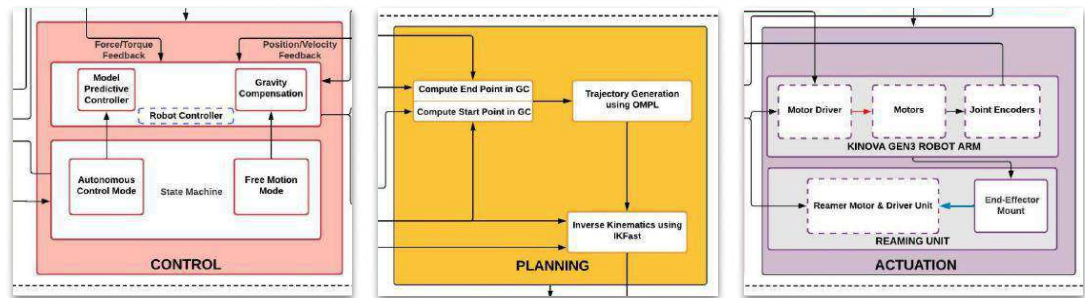 Force/Torque
Feedback
Position/Velocity
Feedback
Model
Predictive
Controller
Gravity
Compensation
Robot Controller
Autonomous
Control Mode
State Machine
Free Motion
Mode
CONTROL
Compute End Point in GC
Compute Start Point in GC
Trajectory Generation
using OMPL
Inverse Kinematics using
IKFast
PLANNING
Motor Driver
Motors
Joint Encoders
KINOVA GEN3 ROBOT ARM
Reamer Motor & Driver Unit
End-Effector
Mount
REAMING UNIT
ACTUATION